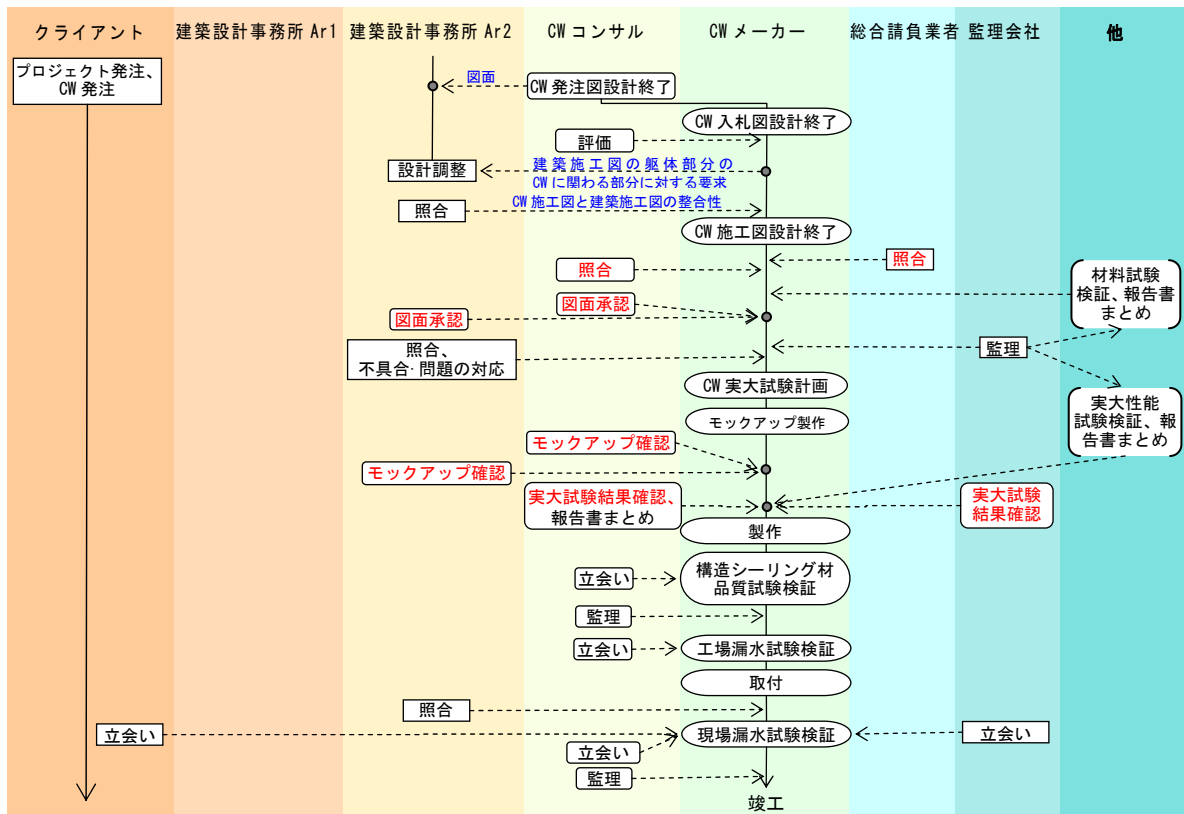 クライアント
建築設計事務所 Ar1
建築設計事務所 Ar2
CW コンサル
CW メーカー
総合請負業者
監理会社
他
プロジェクト発注、
CW 発注
図面
CW 発注図設計終了
CW 入札図設計終了
評価
設計調整
建築施工図の躯体部分の
CW に関わる部分に対する要求
照合
CW 施工図と建築施工図の整合性
CW 施工図設計終了
照合
照合
材料試験
検証、報告書
まとめ
図面承認
図面承認
照合、
不具合・問題の対応
監理
CW 実大試験計画
実大性能
試験検証、報
告書まとめ
モックアップ製作
モックアップ確認
モックアップ確認
実大試験結果確認、
報告書まとめ
実大試験
結果確認
製作
立会い
構造シーリング材
品質試験検証
監理
立会い
工場漏水試験検証
取付
照合
立会い
現場漏水試験検証
立会い
立会い
監理
竣工